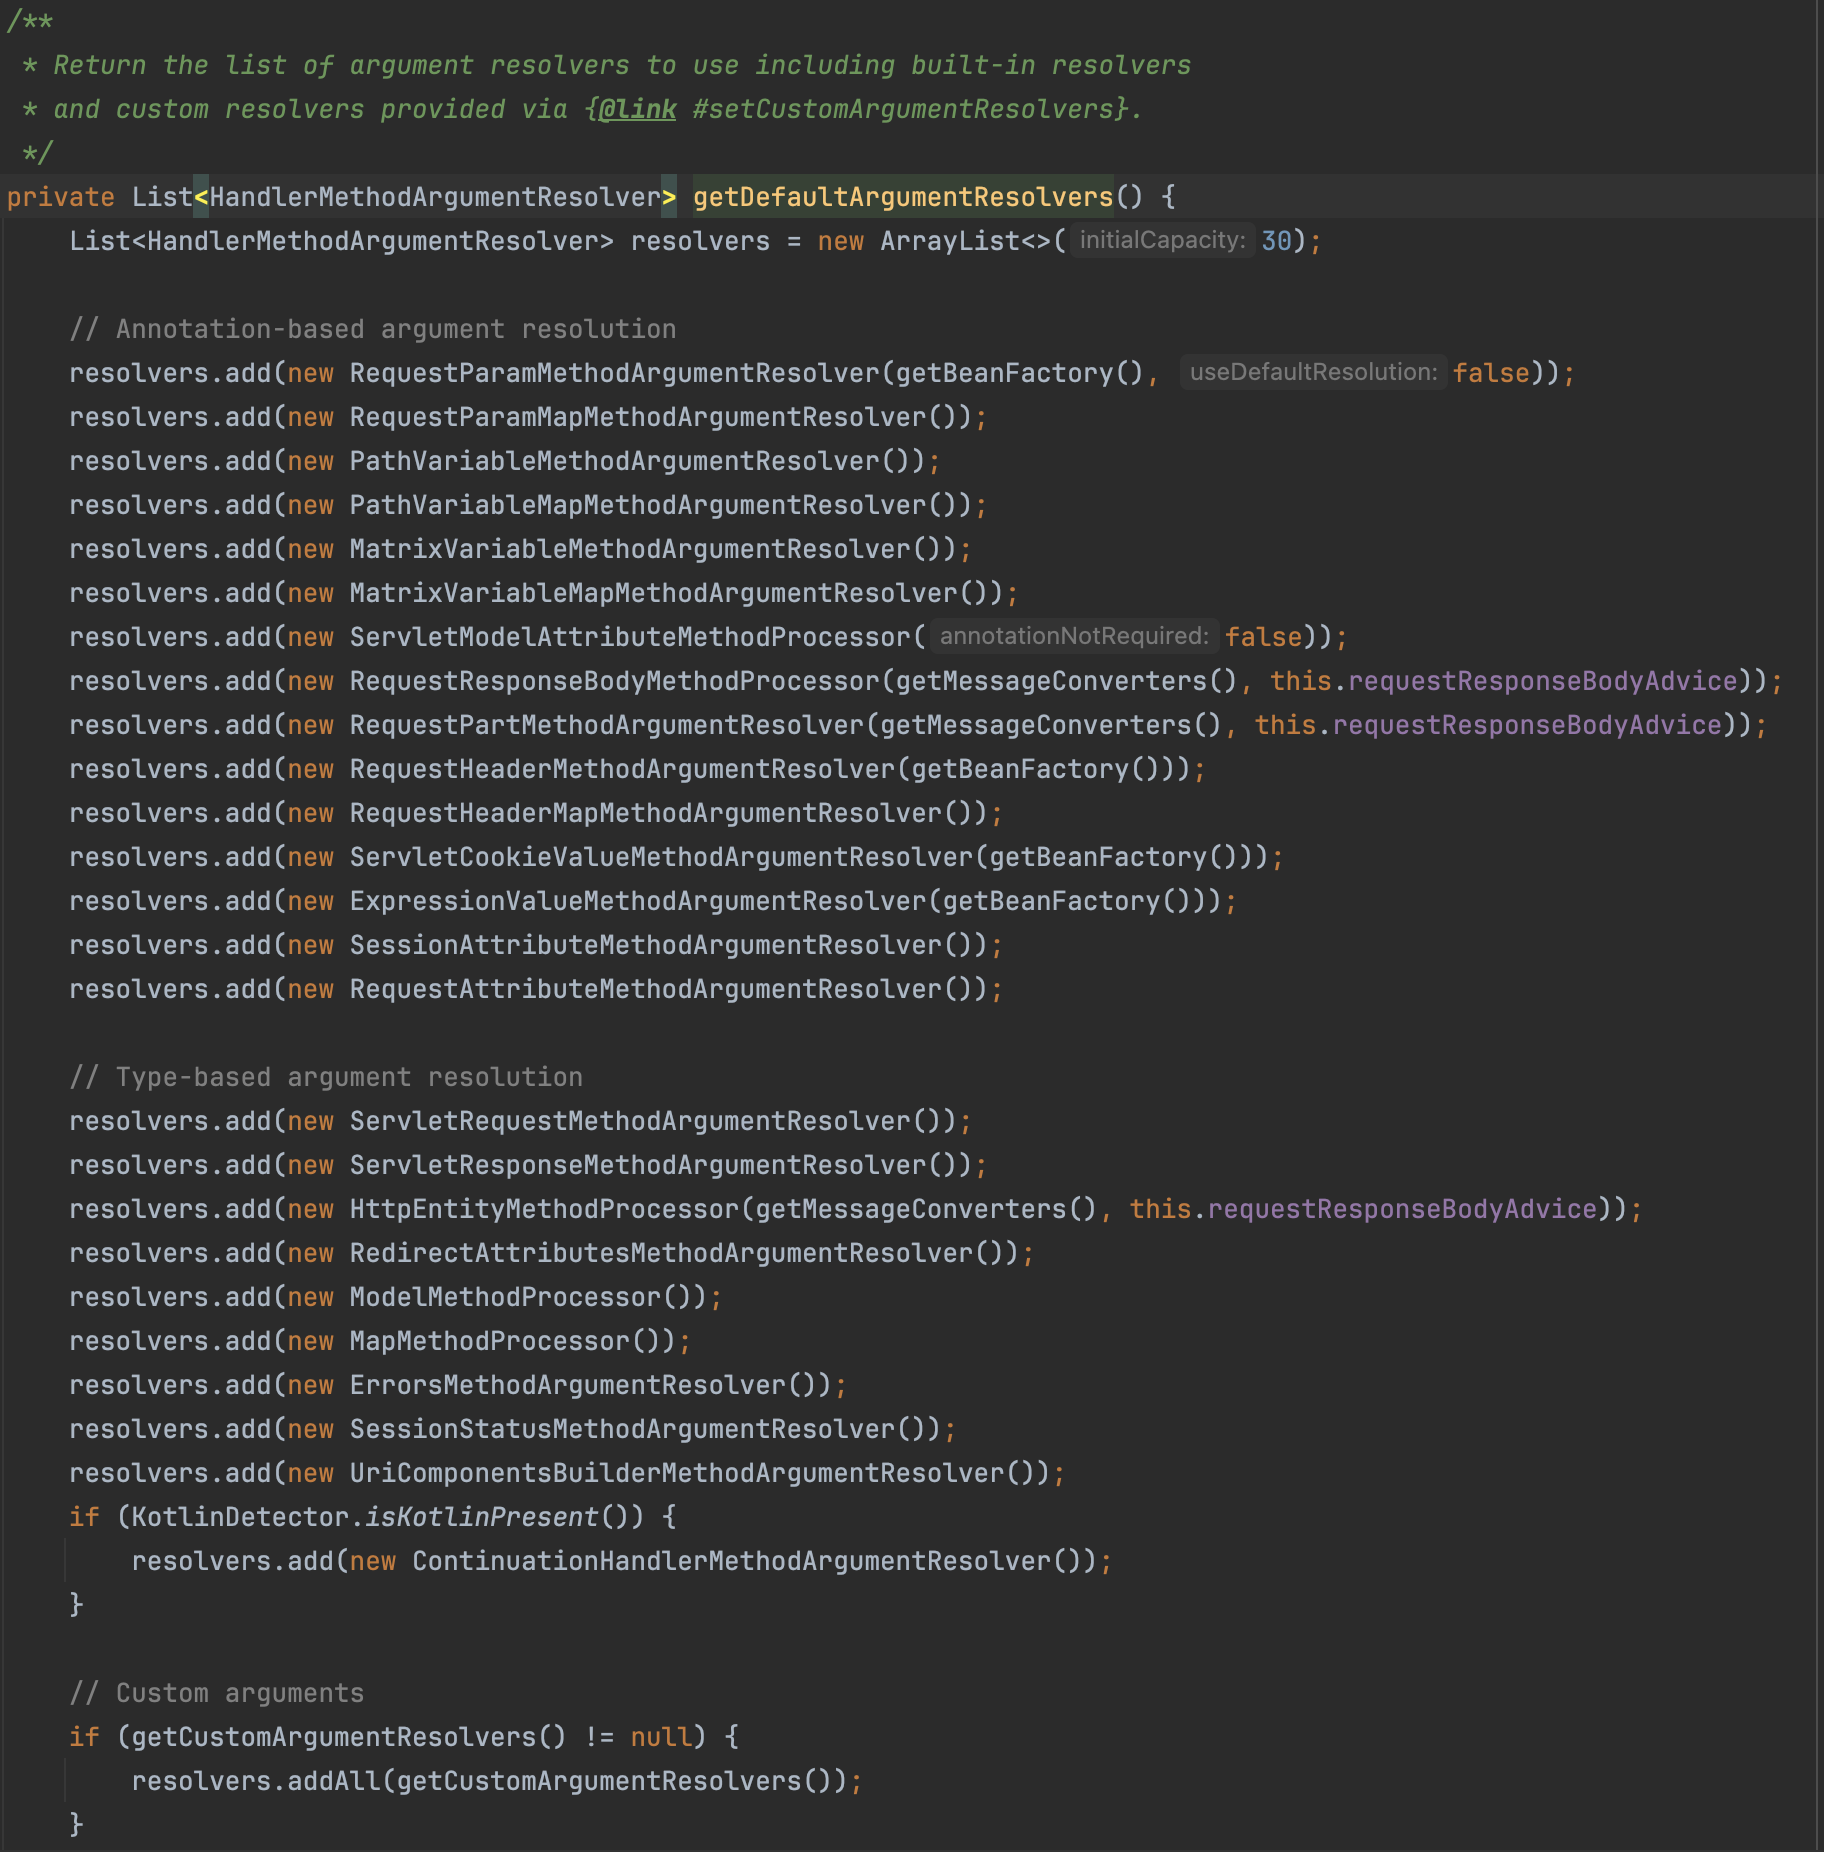 /**
 * Return the list of argument resolvers to use including built-in resolvers
 * and custom resolvers provided via {@link #setCustomArgumentResolvers}.
 */
private List<HandlerMethodArgumentResolver> getDefaultArgumentResolvers() {
    List<HandlerMethodArgumentResolver> resolvers = new ArrayList<>( initialCapacity: 30);

    // Annotation-based argument resolution
    resolvers.add(new RequestParamMethodArgumentResolver(getBeanFactory(), useDefaultResolution: false));
    resolvers.add(new RequestParamMapMethodArgumentResolver());
    resolvers.add(new PathVariableMethodArgumentResolver());
    resolvers.add(new PathVariableMapMethodArgumentResolver());
    resolvers.add(new MatrixVariableMethodArgumentResolver());
    resolvers.add(new MatrixVariableMapMethodArgumentResolver());
    resolvers.add(new ServletModelAttributeMethodProcessor( annotationNotRequired: false));
    resolvers.add(new RequestResponseBodyMethodProcessor(getMessageConverters(), this.requestResponseBodyAdvice));
    resolvers.add(new RequestPartMethodArgumentResolver(getMessageConverters(), this.requestResponseBodyAdvice));
    resolvers.add(new RequestHeaderMethodArgumentResolver(getBeanFactory()));
    resolvers.add(new RequestHeaderMapMethodArgumentResolver());
    resolvers.add(new ServletCookieValueMethodArgumentResolver(getBeanFactory()));
    resolvers.add(new ExpressionValueMethodArgumentResolver(getBeanFactory()));
    resolvers.add(new SessionAttributeMethodArgumentResolver());
    resolvers.add(new RequestAttributeMethodArgumentResolver());

    // Type-based argument resolution
    resolvers.add(new ServletRequestMethodArgumentResolver());
    resolvers.add(new ServletResponseMethodArgumentResolver());
    resolvers.add(new HttpEntityMethodProcessor(getMessageConverters(), this.requestResponseBodyAdvice));
    resolvers.add(new RedirectAttributesMethodArgumentResolver());
    resolvers.add(new ModelMethodProcessor());
    resolvers.add(new MapMethodProcessor());
    resolvers.add(new ErrorsMethodArgumentResolver());
    resolvers.add(new SessionStatusMethodArgumentResolver());
    resolvers.add(new UriComponentsBuilderMethodArgumentResolver());
    if (KotlinDetector.isKotlinPresent()) {
        resolvers.add(new ContinuationHandlerMethodArgumentResolver());
    }

    // Custom arguments
    if (getCustomArgumentResolvers() != null) {
        resolvers.addAll(getCustomArgumentResolvers());
    }